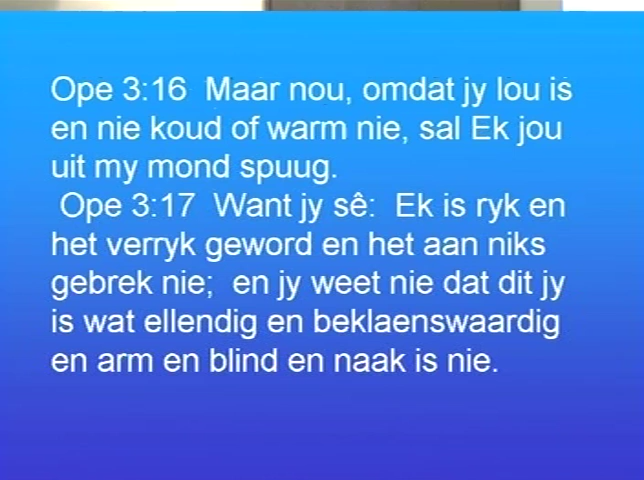 Ope 3:16  Maar nou, omdat jy lou is
en nie koud of warm nie, sal Ek jou
uit my mond spuug.
Ope 3:17  Want jy sê:  Ek is ryk en
het verryk geword en het aan niks
gebrek nie;  en jy weet nie dat dit jy
is wat ellendig en beklaenswaardig
en arm en blind en naak is nie.